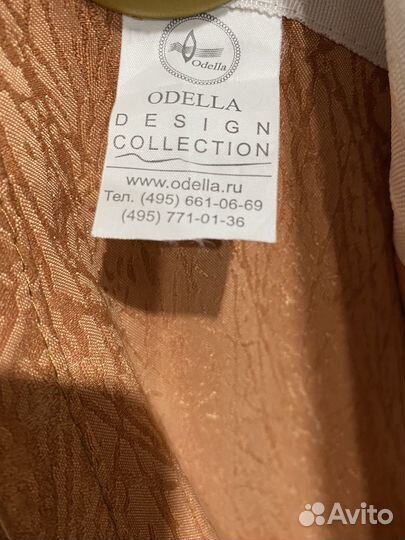 Odella
ODELLA
DESIGN
COLLECTION
www.odella.ru
Тел. (495) 661-06-69
(495) 771-01-36
Avito